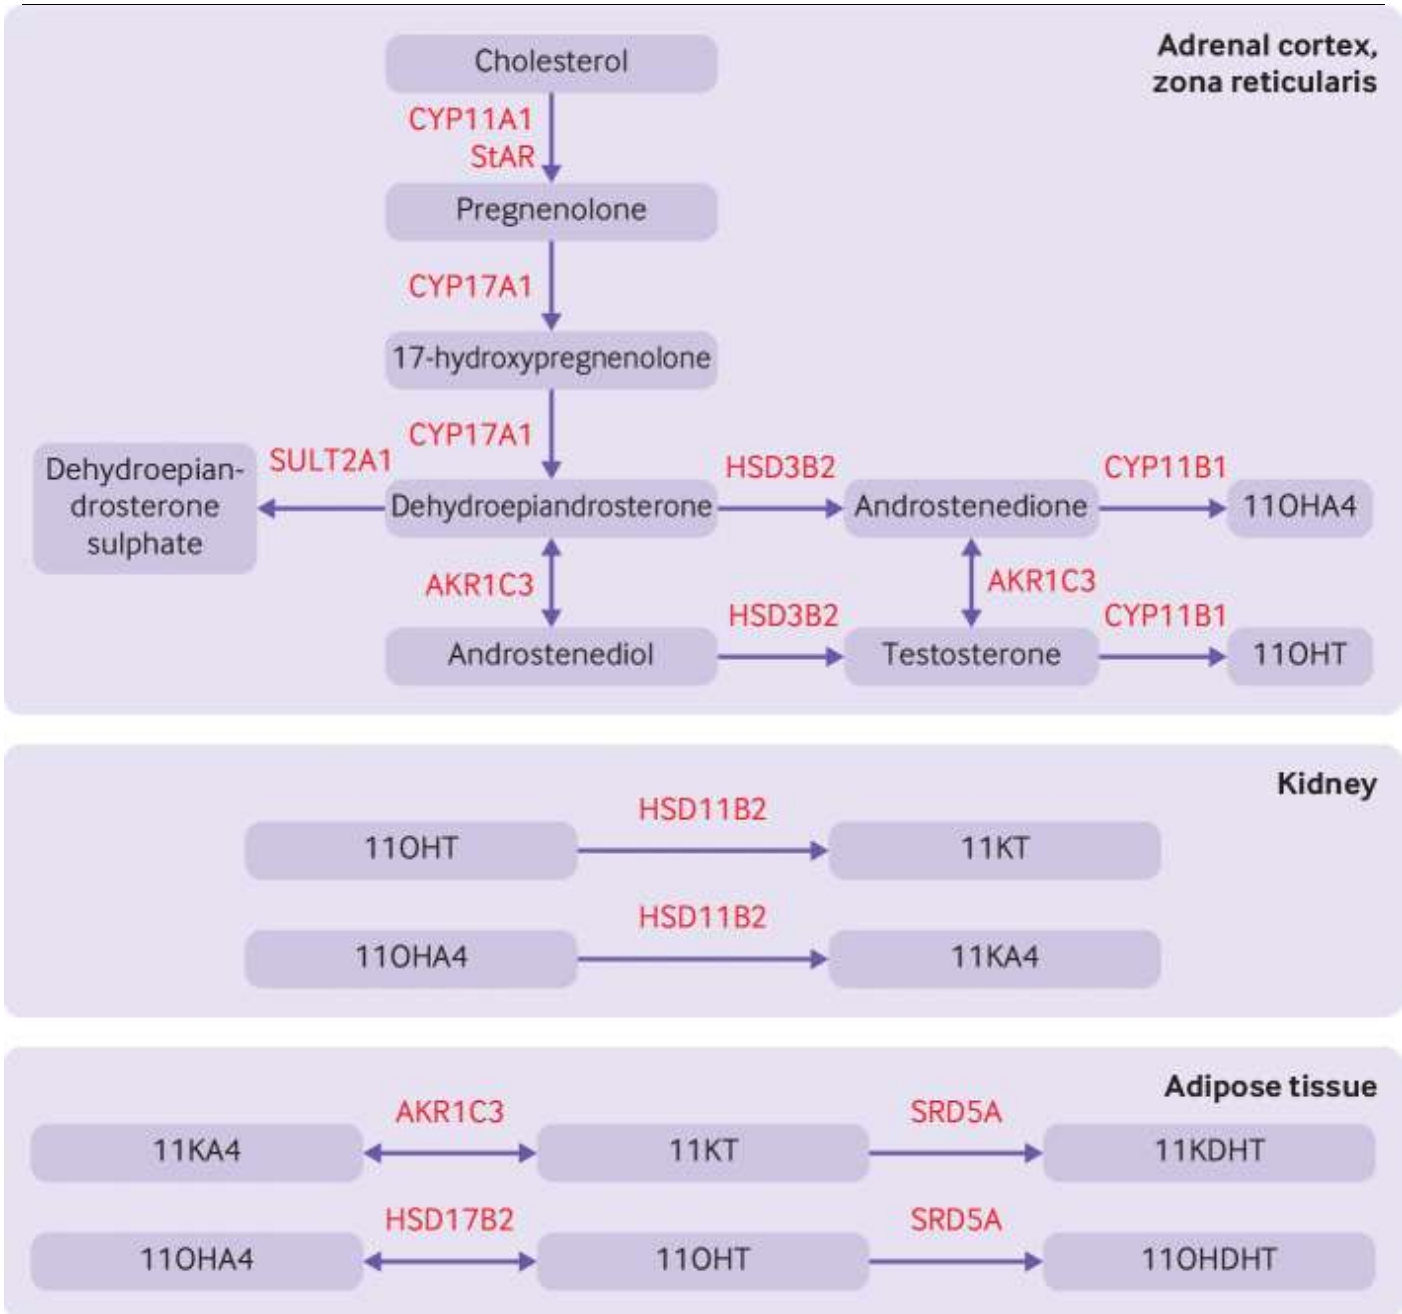 Adrenal cortex,
zona reticularis
Cholesterol
CYP11A1
StAR
Pregnenolone
CYP17A1
17-hydroxypregnenolone
CYP17A1
SULT2A1
Dehydroepian-
drosterone
sulphate
Dehydroepiandrosterone
HSD3B2
Androstenedione
CYP11B1
11OHA4
AKR1C3
AKR1C3
Androstenediol
HSD3B2
Testosterone
CYP11B1
11OHT
Kidney
HSD11B2
11OHT
11KT
HSD11B2
11OHA4
11KA4
Adipose tissue
AKR1C3
SRD5A
11KA4
11KT
11KDHT
HSD17B2
SRD5A
11OHA4
11OHT
11OHDHT